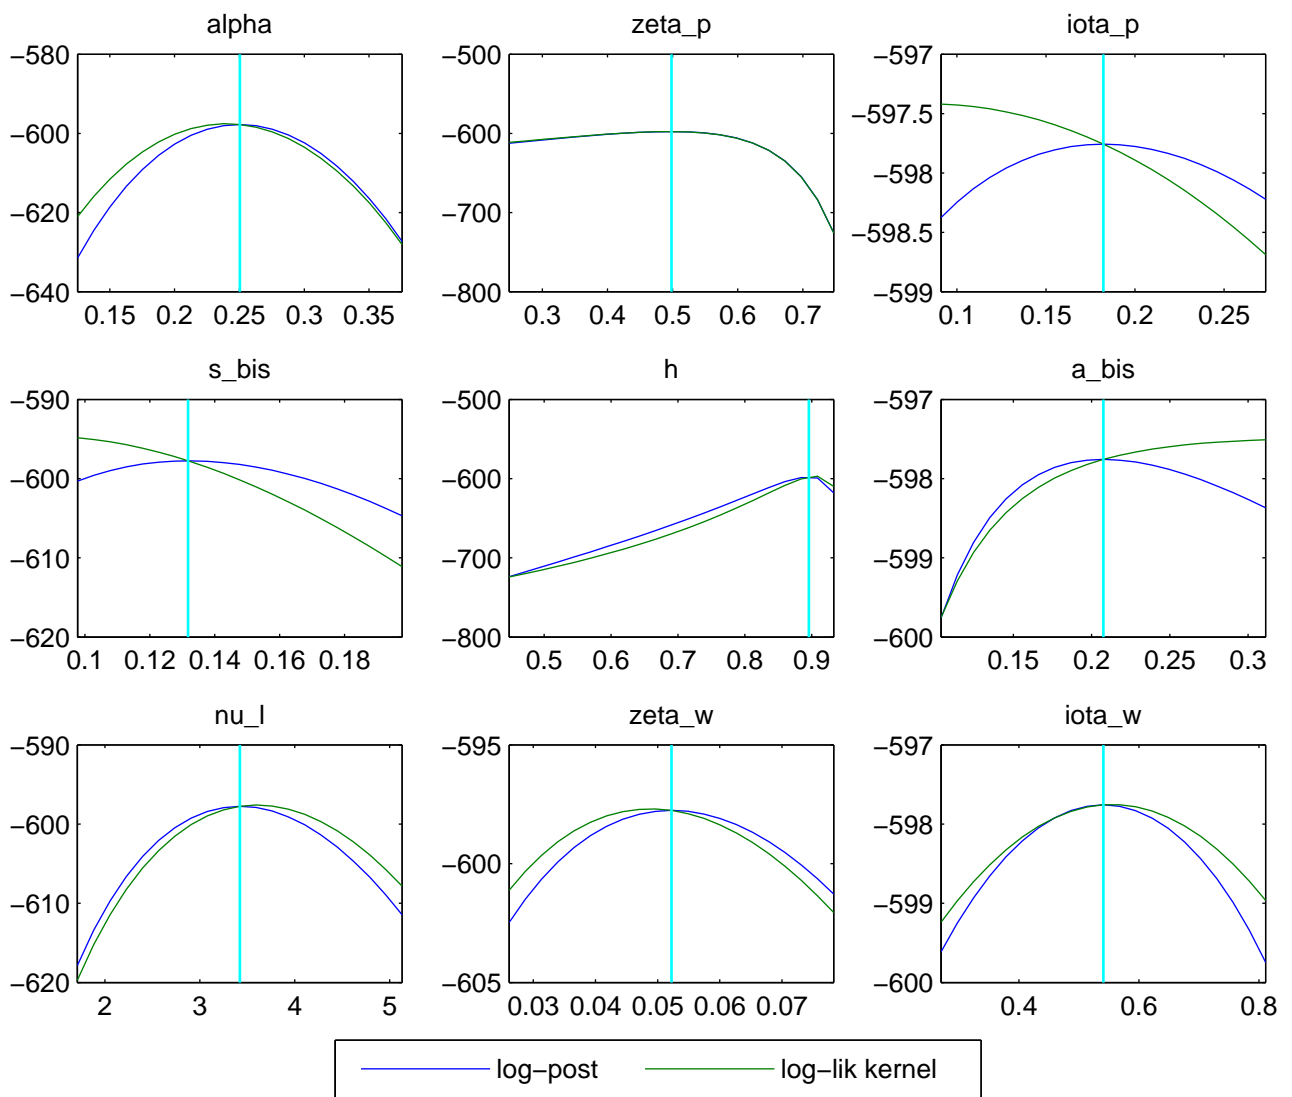 alpha
zeta_p
iota_p
−580
−600
−620
−640
0.15 0.2 0.25 0.3 0.35
−500
−600
−700
−800
0.3 0.4 0.5 0.6 0.7
−597
−597.5
−598
−598.5
−599
0.1 0.15 0.2 0.25
s_bis
h
a_bis
−590
−600
−610
−620
0.1 0.12 0.14 0.16 0.18
−500
−600
−700
−800
0.5 0.6 0.7 0.8 0.9
−597
−598
−599
−600
0.15 0.2 0.25 0.3
nu_l
zeta_w
iota_w
−590
−600
−610
−620
2 3 4 5
−595
−600
−605
0.03 0.04 0.05 0.06 0.07
−597
−598
−599
−600
0.4 0.6 0.8
log−post
log−lik kernel